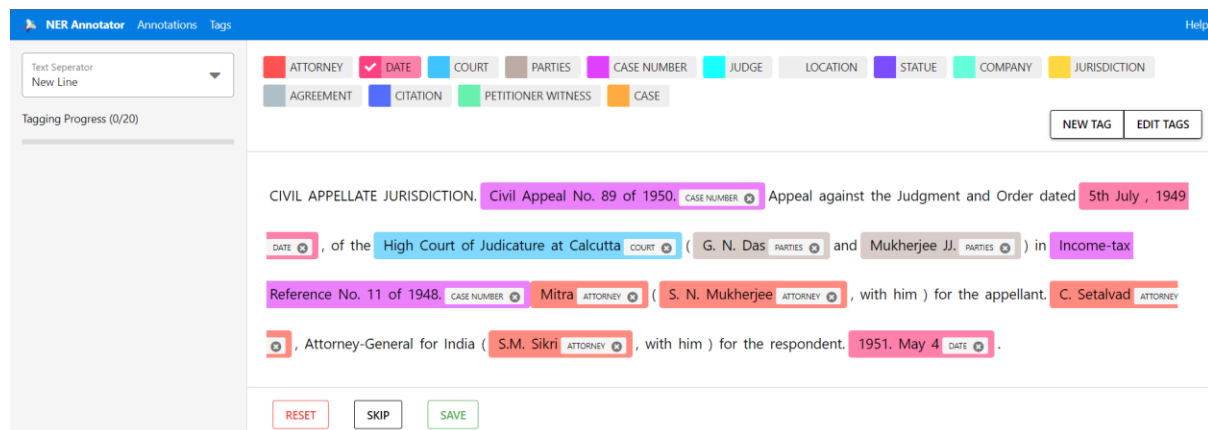 NER Annotator Annotations Tags Help
Text Seperator
New Line
Tagging Progress (0/20)
ATTORNEY DATE COURT PARTIES CASE NUMBER JUDGE LOCATION STATUE COMPANY JURISDICTION
AGREEMENT CITATION PETITIONER WITNESS CASE
NEW TAG EDIT TAGS
CIVIL APPELLATE JURISDICTION. Civil Appeal No. 89 of 1950. CASE NUMBER Appeal against the Judgment and Order dated 5th July , 1949
DATE , of the High Court of Judicature at Calcutta COURT ( G. N. Das PARTIES and Mukherjee JJ. PARTIES ) in Income-tax
Reference No. 11 of 1948. CASE NUMBER Mitra ATTORNEY ( S. N. Mukherjee ATTORNEY , with him ) for the appellant. C. Setalvad ATTORNEY
, Attorney-General for India ( S.M. Sikri ATTORNEY , with him ) for the respondent. 1951. May 4 DATE .
RESET SKIP SAVE